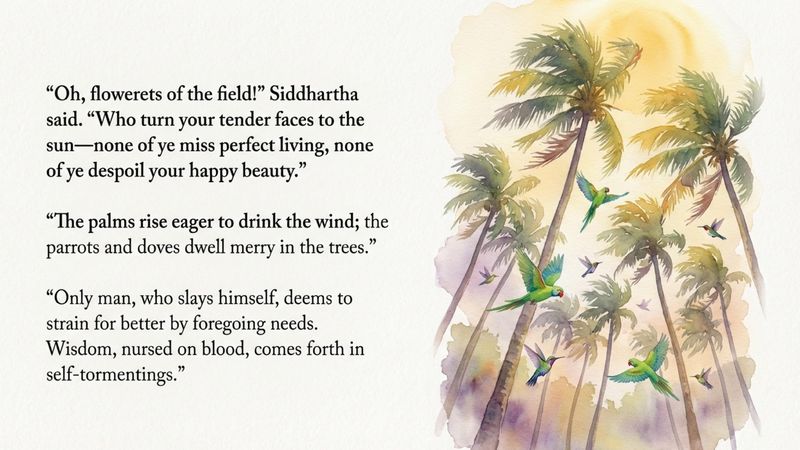 “Oh, flowerets of the field!” Siddhartha
said. “Who turn your tender faces to the
sun—none of ye miss perfect living, none
of ye despoil your happy beauty.”
“The palms rise eager to drink the wind; the
parrots and doves dwell merry in the trees.”
“Only man, who slays himself, deems to
strain for better by foregoing needs.
Wisdom, nursed on blood, comes forth in
self-tormentings.”